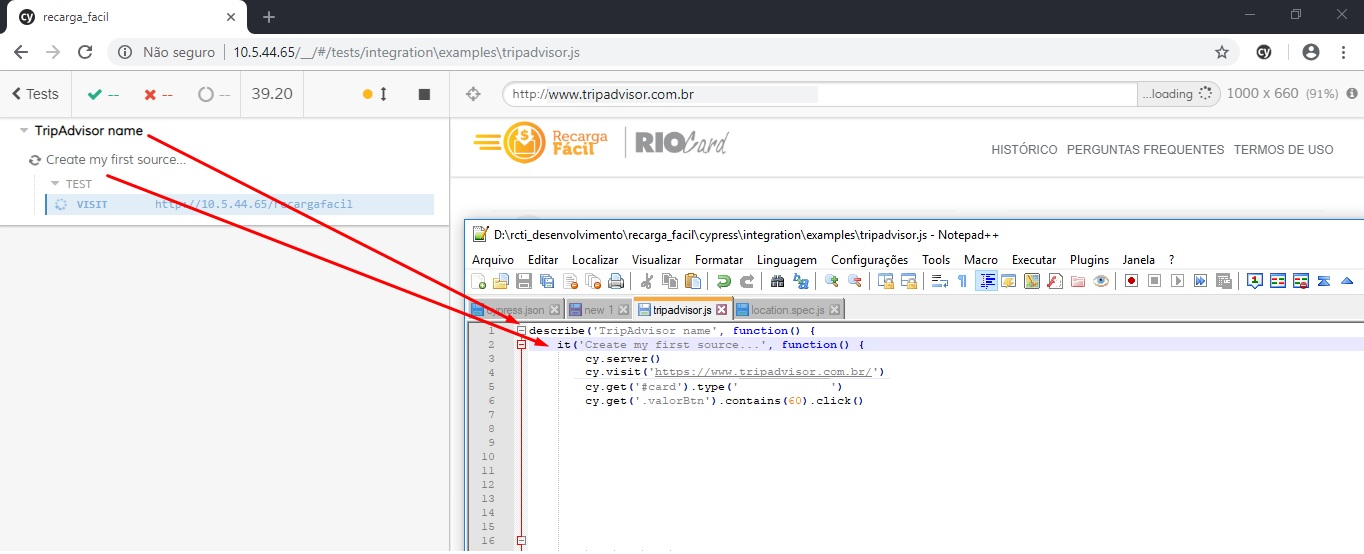 recarga_facil
Não seguro | 10.5.44.65/__/#/tests/integration\examples\tripadvisor.js
Tests -- -- -- 39.20
http://www.tripadvisor.com.br ...loading 1000 x 660 (91%)
TripAdvisor name
Create my first source...
TEST
VISIT http://10.5.44.65/recargafacil
Recarga Fácil RIOCard
HISTÓRICO PERGUNTAS FREQUENTES TERMOS DE USO
D:\rcti_desenvolvimento\recarga_facil\cypress\integration\examples\tripadvisor.js - Notepad++
Arquivo Editar Localizar Visualizar Formatar Linguagem Configurações Tools Macro Executar Plugins Janela ?
cypress.json new 1 tripadvisor.js location.spec.js
1 describe('TripAdvisor name', function() {
2 it('Create my first source...', function() {
3 cy.server()
4 cy.visit('https://www.tripadvisor.com.br/')
5 cy.get('#card').type(' ')
6 cy.get('.valorBtn').contains(60).click()
7
8
9
10
11
12
13
14
15
16